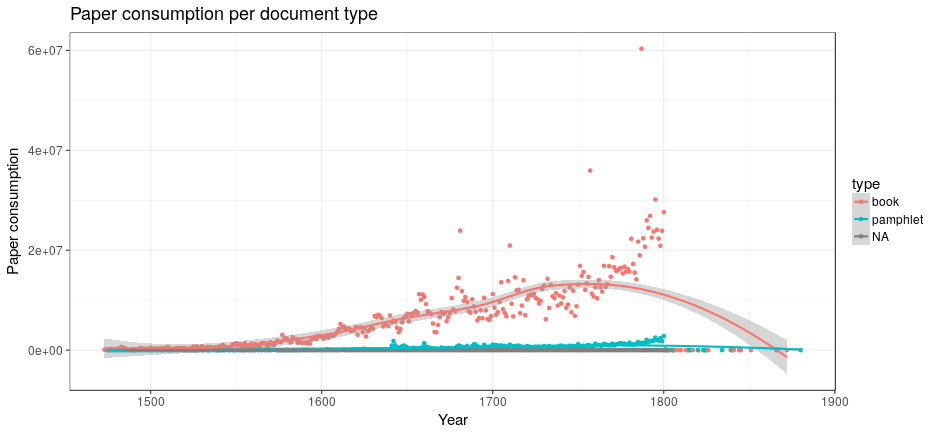 Paper consumption per document type
Paper consumption
6e+07
4e+07
2e+07
0e+00
1500
1600
1700
1800
1900
Year
type
book
pamphlet
NA